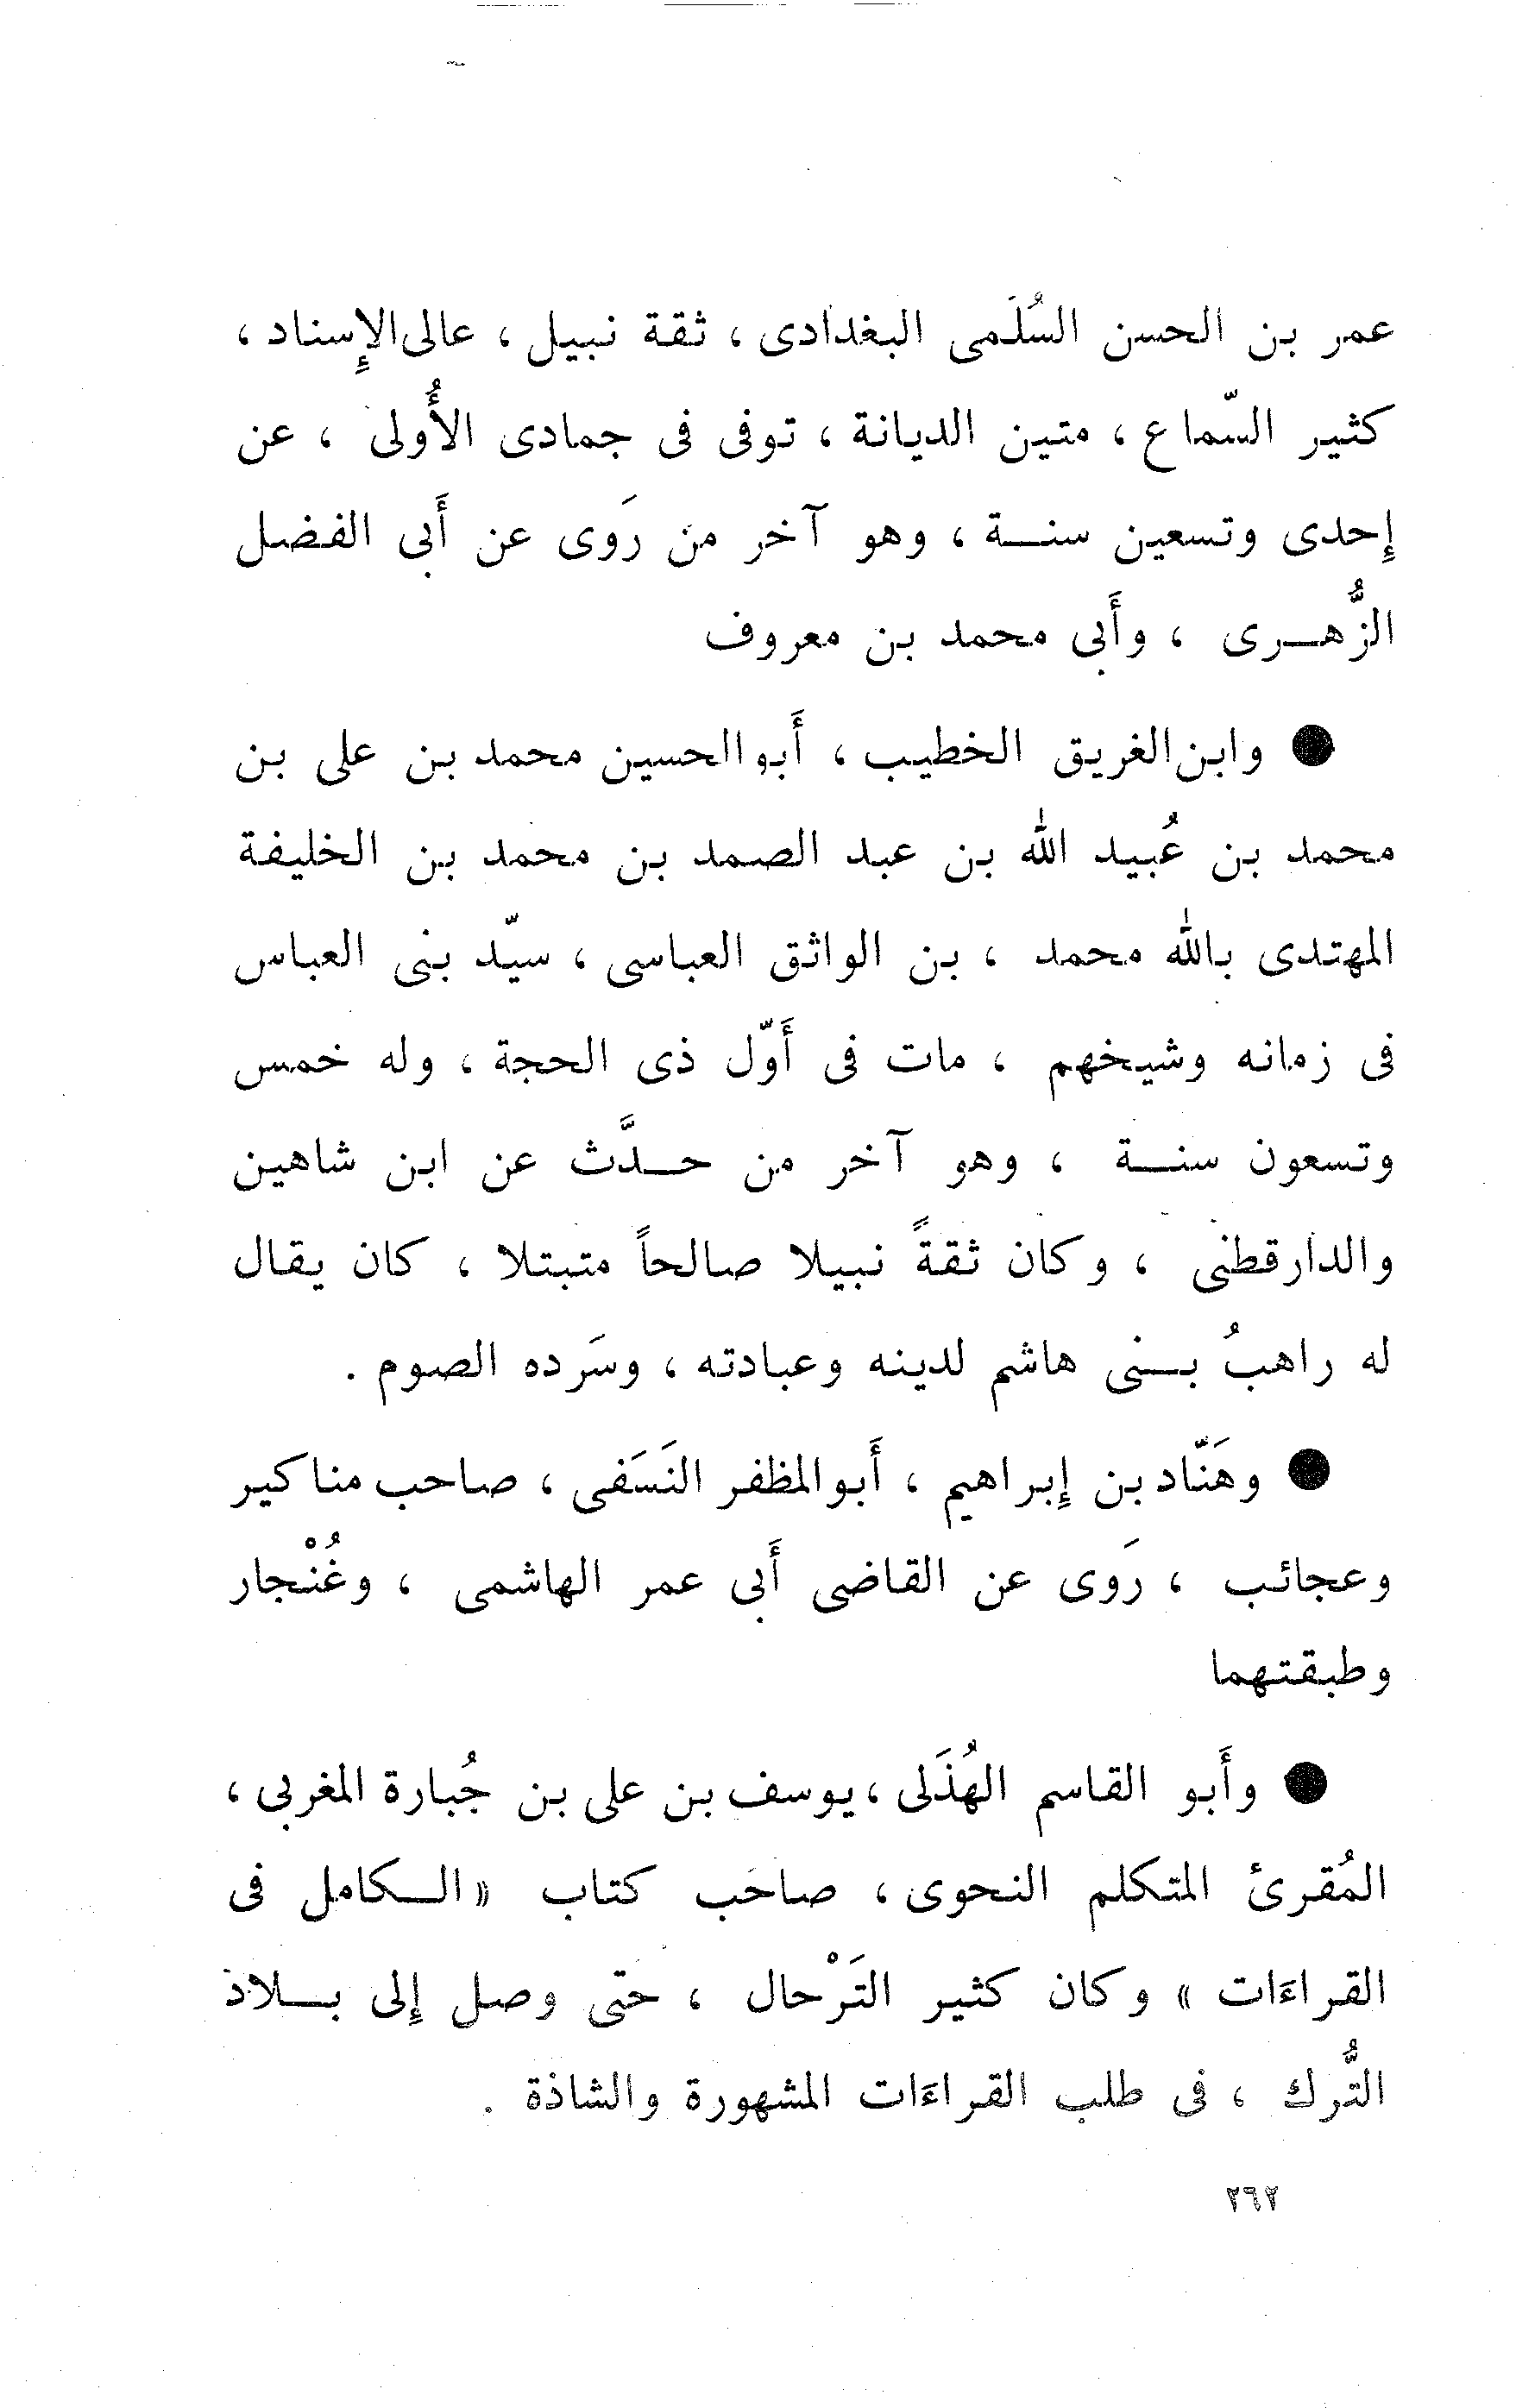 عمر بن الحسن السُلَمى البغدادى ، ثقة نبيل ، عالى الإسناد ،
كثير السّماع ، متين الديانة ، توفى فى جمادى الأُولى ، عن
إحدى وتسعين سنة ، وهو آخر من رَوى عن أَبى الفضل
الزُّهرى ، وأَبى محمد بن معروف
● وابن الغريق الخطيب ، أَبو الحسين محمد بن على بن
محمد بن عُبيد الله بن عبد الصمد بن محمد بن الخليفة
المهتدى بالله محمد ، بن الواثق العباسى ، سيّد بنى العباس
فى زمانه وشيخهم ، مات فى أَوّل ذى الحجة ، وله خمس
وتسعون سنة ، وهو آخر من حدَّث عن ابن شاهين
والدارقطنى ، وكان ثقةً نبيلا صالحاً متبتلا ، كان يقال
له راهبُ بنى هاشم لدينه وعبادته ، وسَرده الصوم .
● وهَنّاد بن إبراهيم ، أَبو المظفر النَسَفى ، صاحب مناكير
وعجائب ، رَوى عن القاضى أَبى عمر الهاشمى ، وغُنْجار
وطبقتهما
● وأَبو القاسم الهُذَلى ، يوسف بن على بن جُبارة المغربى ،
المُقرئ المتكلم النحوى ، صاحب كتاب « الكامل فى
القراءَات » وكان كثير التَرْحال ، حتى وصل إلى بلاد
التُّرك ، فى طلب القراءَات المشهورة والشاذة .
٢٦٢